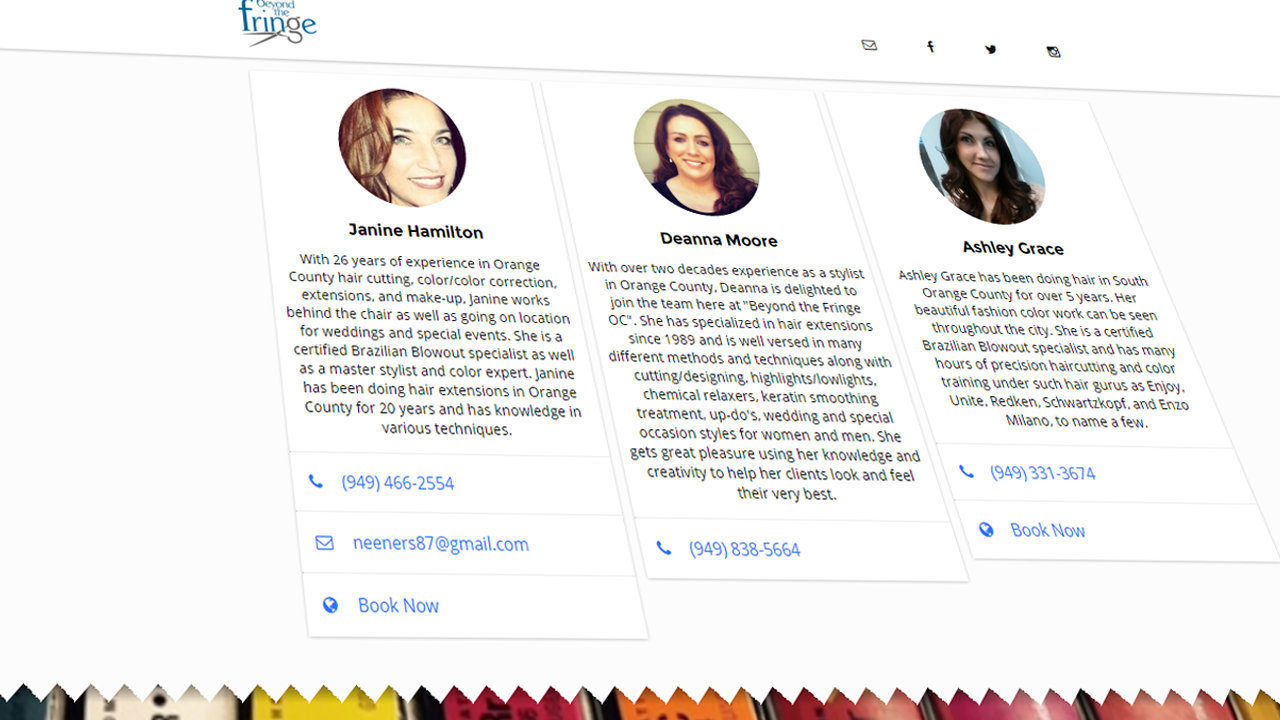 beyond
the
fringe
Janine Hamilton
With 26 years of experience in Orange
County hair cutting, color/color correction,
extensions, and make-up, Janine works
behind the chair as well as going on location
for weddings and special events. She is a
certified Brazilian Blowout specialist as well
as a master stylist and color expert. Janine
has been doing hair extensions in Orange
County for 20 years and has knowledge in
various techniques.
(949) 466-2554
neeners87@gmail.com
Book Now
Deanna Moore
With over two decades experience as a stylist
in Orange County, Deanna is delighted to
join the team here at "Beyond the Fringe
OC". She has specialized in hair extensions
since 1989 and is well versed in many
different methods and techniques along with
cutting/designing, highlights/lowlights,
chemical relaxers, keratin smoothing
treatment, up-do's, wedding and special
occasion styles for women and men. She
gets great pleasure using her knowledge and
creativity to help her clients look and feel
their very best.
(949) 838-5664
Ashley Grace
Ashley Grace has been doing hair in South
Orange County for over 5 years. Her
beautiful fashion color work can be seen
throughout the city. She is a certified
Brazilian Blowout specialist and has many
hours of precision haircutting and color
training under such hair gurus as Enjoy,
Unite, Redken, Schwartzkopf, and Enzo
Milano, to name a few.
(949) 331-3674
Book Now